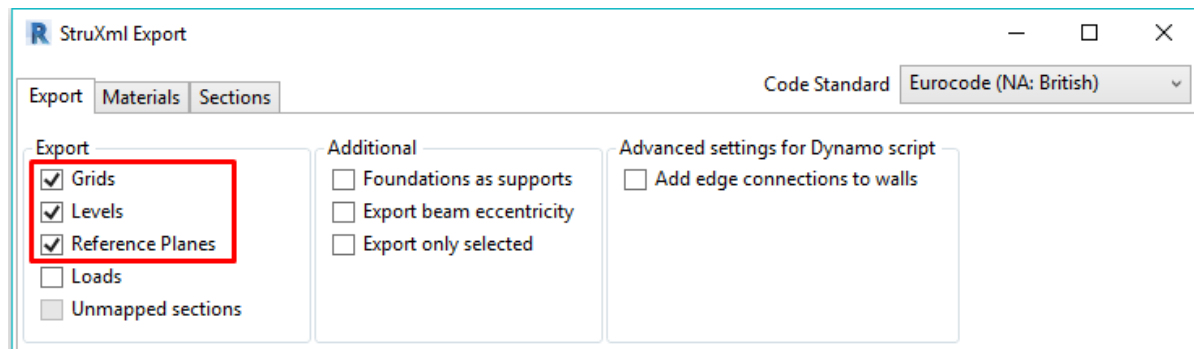 StruXml Export
Code Standard Eurocode (NA: British)
Export Materials Sections
Export
Grids
Levels
Reference Planes
Loads
Unmapped sections
Additional
Foundations as supports
Export beam eccentricity
Export only selected
Advanced settings for Dynamo script
Add edge connections to walls